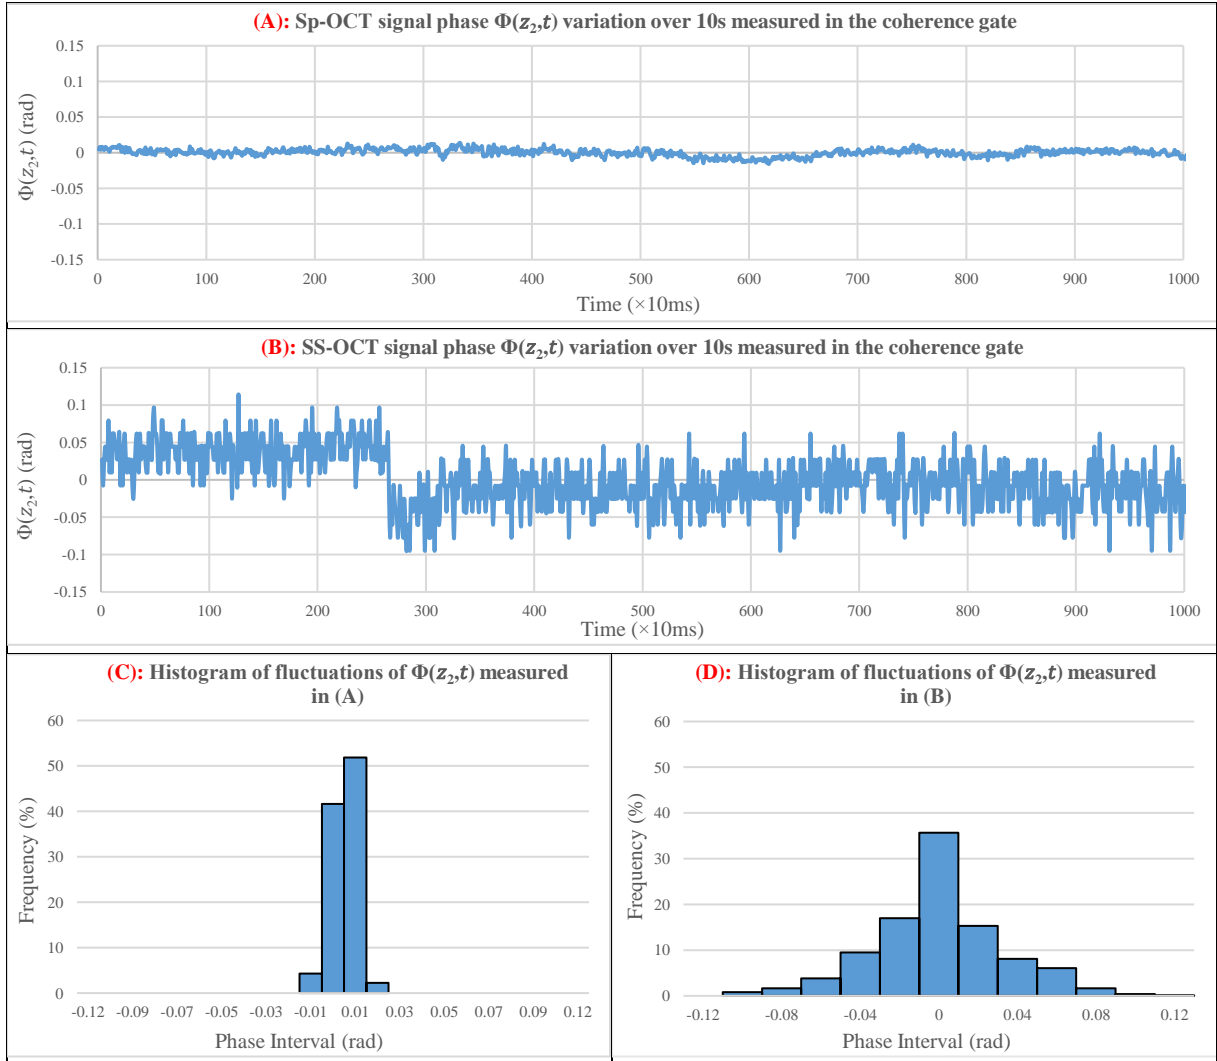 (A): Sp-OCT signal phase Φ(z₂,t) variation over 10s measured in the coherence gate
0.15
0.1
0.05
0
-0.05
-0.1
-0.15
Φ(z₂,t) (rad)
0 100 200 300 400 500 600 700 800 900 1000
Time (×10ms)
(B): SS-OCT signal phase Φ(z₂,t) variation over 10s measured in the coherence gate
0.15
0.1
0.05
0
-0.05
-0.1
-0.15
Φ(z₂,t) (rad)
0 100 200 300 400 500 600 700 800 900 1000
Time (×10ms)
(C): Histogram of fluctuations of Φ(z₂,t) measured
in (A)
60
50
40
30
20
10
0
Frequency (%)
-0.12 -0.09 -0.07 -0.05 -0.03 -0.01 0.01 0.03 0.05 0.07 0.09 0.12
Phase Interval (rad)
(D): Histogram of fluctuations of Φ(z₂,t) measured
in (B)
60
50
40
30
20
10
0
Frequency (%)
-0.12 -0.08 -0.04 0 0.04 0.08 0.12
Phase Interval (rad)